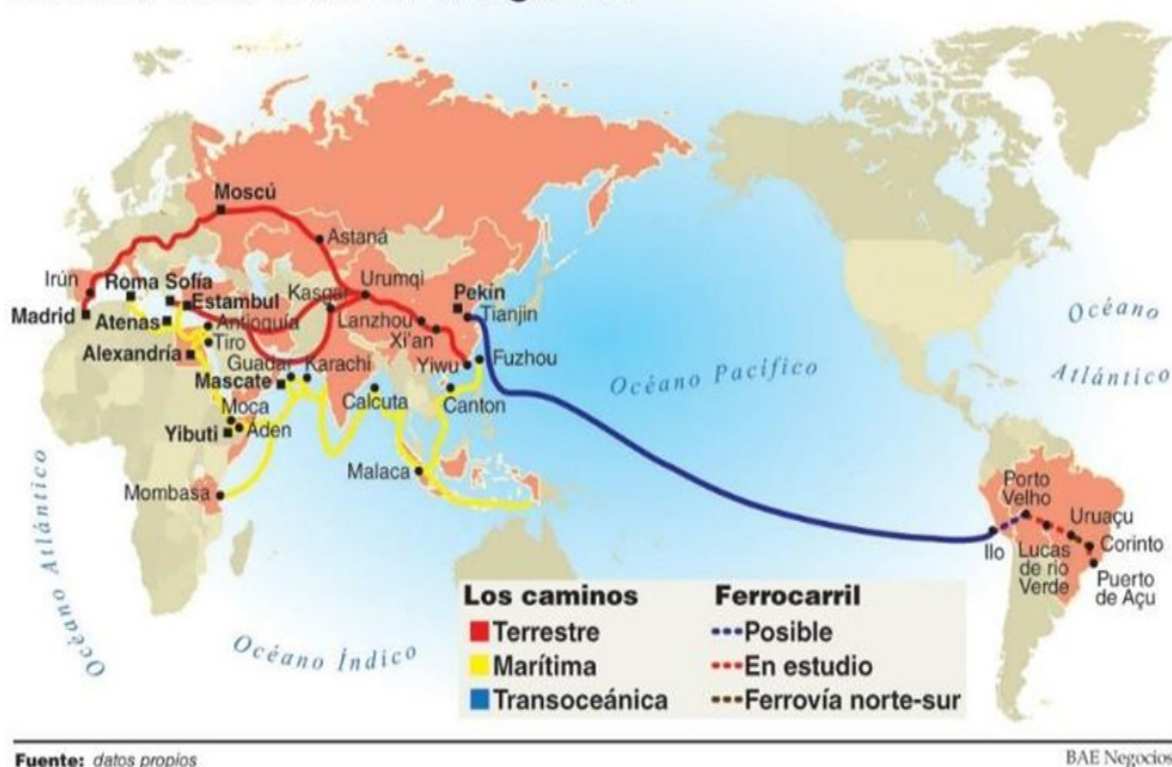 Moscú
Astaná
Irún
Roma
Sofía
Urumqi
Madrid
Atenas
Estambul
Kasgar
Pekín
Tianjin
Antioquía
Lanzhou
Tiro
Xi'an
Alexandría
Guadar
Karachi
Yiwu
Fuzhou
Mascate
Calcuta
Canton
Moca
Yibuti
Aden
Malaca
Mombasa
Océano Pacífico
Océano
Atlántico
Océano Atlántico
Océano Índico
Porto
Velho
Uruaçu
Ilo
Lucas
de rio
Verde
Corinto
Puerto
de Açu
Los caminos
Terrestre
Marítima
Transoceánica
Ferrocarril
Posible
En estudio
Ferrovía norte-sur
Fuente: datos propios
BAE Negocios